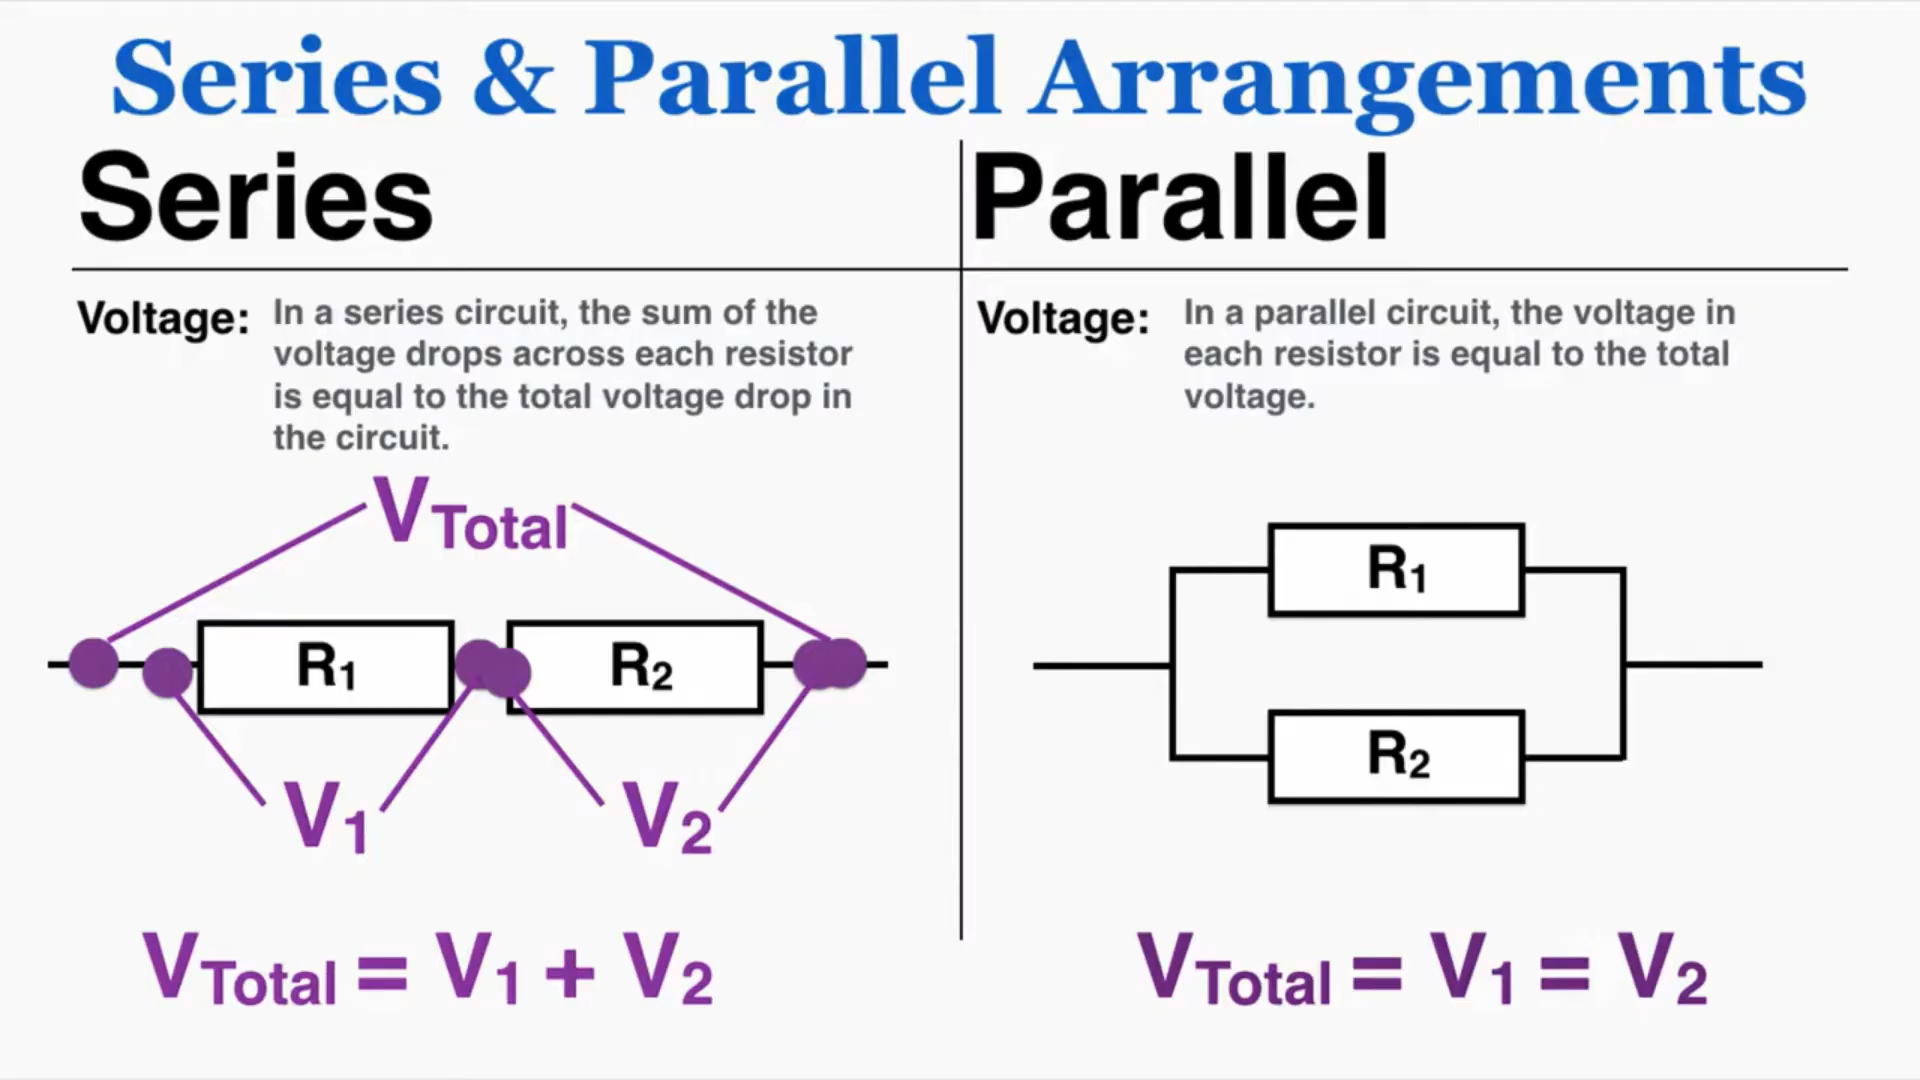 Series & Parallel Arrangements
Series
Voltage: In a series circuit, the sum of the
voltage drops across each resistor
is equal to the total voltage drop in
the circuit.
VTotal
R1
R2
V1
V2
VTotal = V1 + V2
Parallel
Voltage: In a parallel circuit, the voltage in
each resistor is equal to the total
voltage.
R1
R2
VTotal = V1 = V2